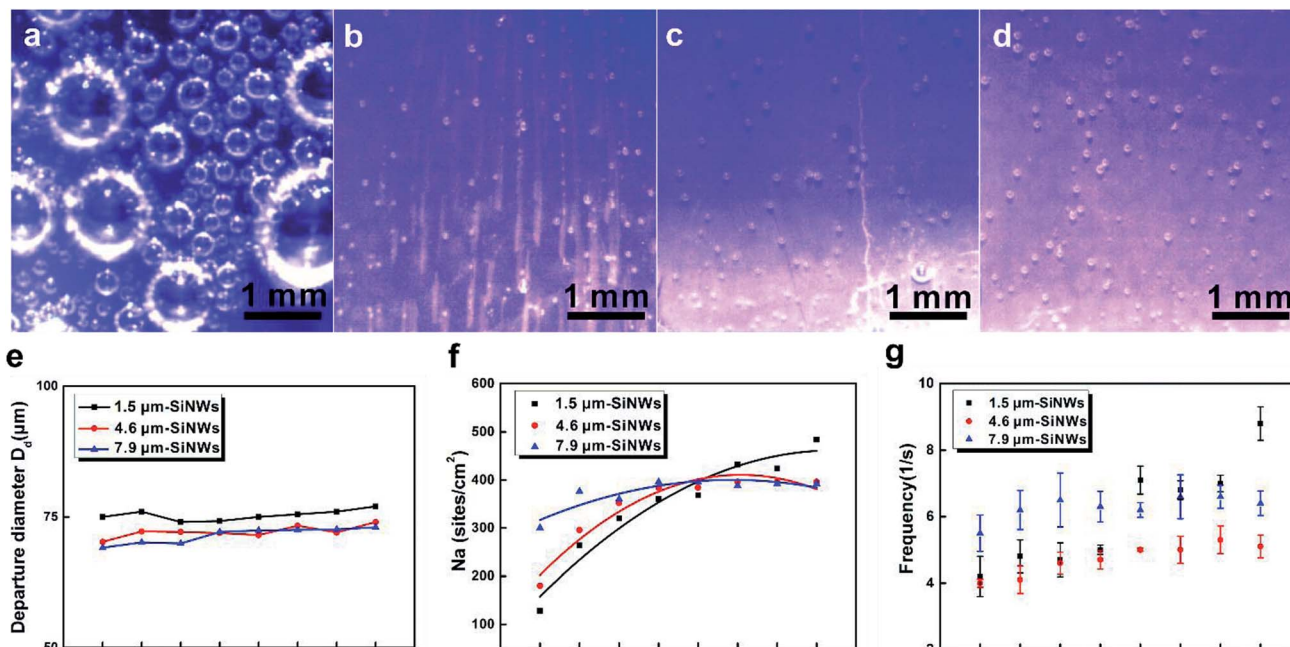 a b c d
1 mm 1 mm 1 mm 1 mm
e
100
75
50
Departure diameter Dd(μm)
1.5 μm-SiNWs
4.6 μm-SiNWs
7.9 μm-SiNWs
f
600
500
400
300
200
100
Na (sites/cm²)
1.5 μm-SiNWs
4.6 μm-SiNWs
7.9 μm-SiNWs
g
10
8
6
4
Frequency(1/s)
1.5 μm-SiNWs
4.6 μm-SiNWs
7.9 μm-SiNWs